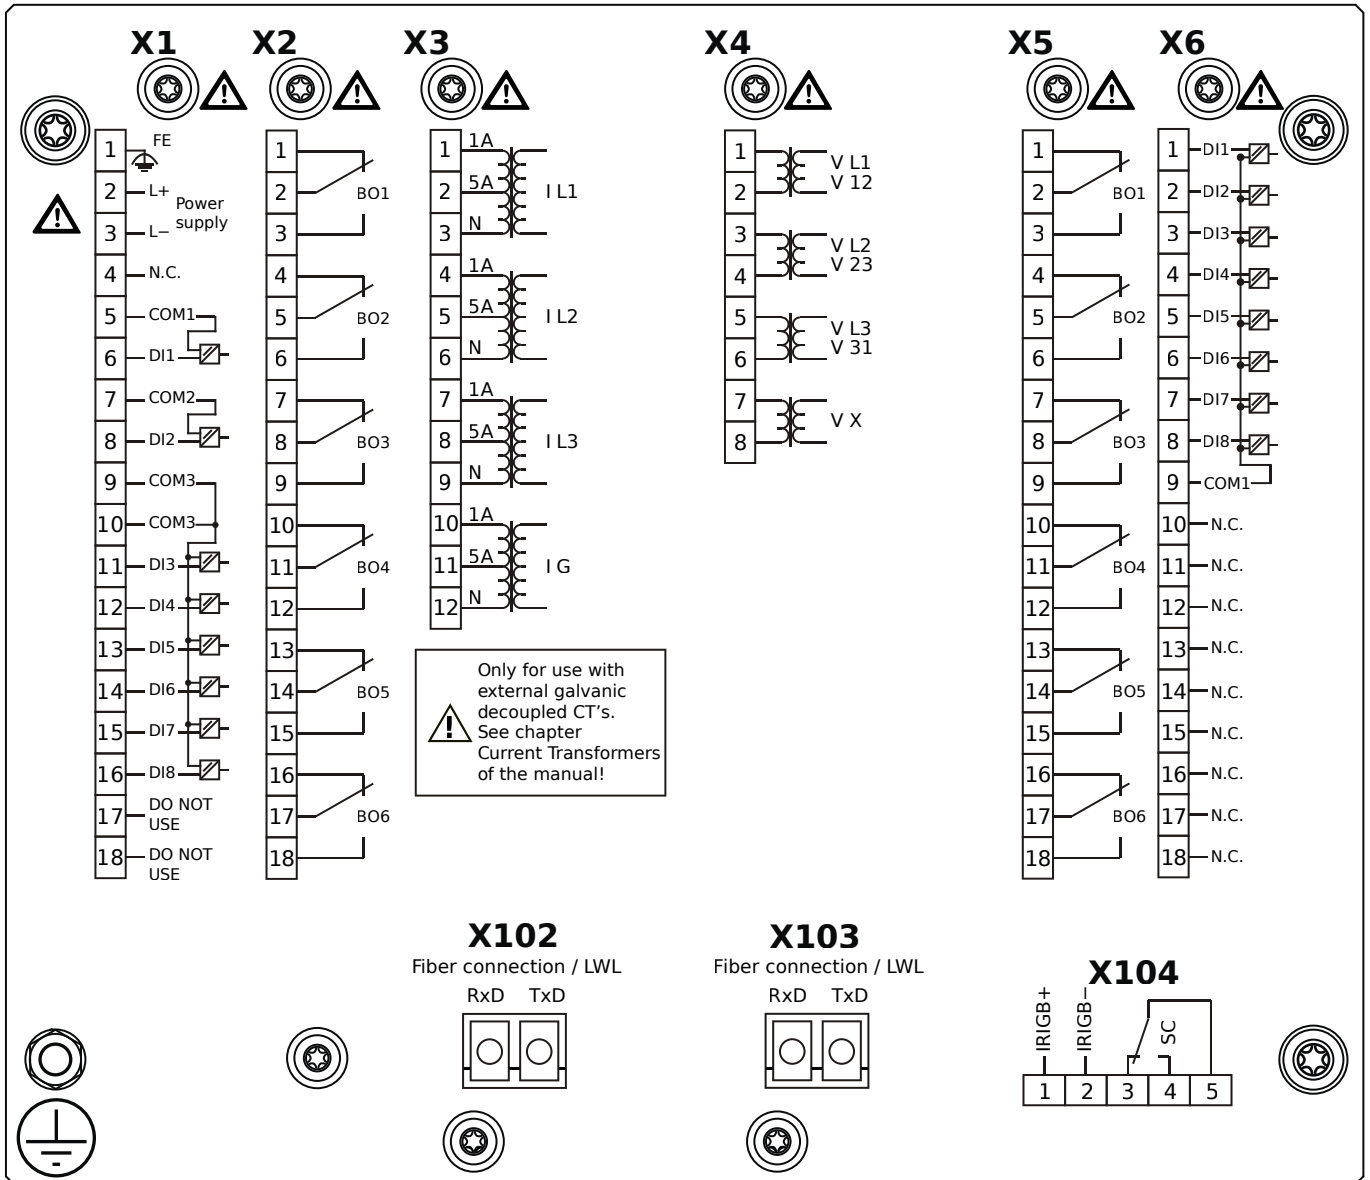 X1 X2 X3 X4 X5 X6
1 FE
2 L+
Power
supply
3 L−
4 N.C.
5 COM1
6 DI1
7 COM2
8 DI2
9 COM3
10 COM3
11 DI3
12 DI4
13 DI5
14 DI6
15 DI7
16 DI8
17 DO NOT
USE
18 DO NOT
USE
1
2 BO1
3
4
5 BO2
6
7
8 BO3
9
10
11 BO4
12
13
14 BO5
15
16
17 BO6
18
1 1A
2 5A I L1
3 N
4 1A
5 5A I L2
6 N
7 1A
8 5A I L3
9 N
10 1A
11 5A I G
12 N
Only for use with
external galvanic
decoupled CT's.
See chapter
Current Transformers
of the manual!
1 V L1
2 V 12
3 V L2
4 V 23
5 V L3
6 V 31
7 V X
8
1
2 BO1
3
4
5 BO2
6
7
8 BO3
9
10
11 BO4
12
13
14 BO5
15
16
17 BO6
18
1 DI1
2 DI2
3 DI3
4 DI4
5 DI5
6 DI6
7 DI7
8 DI8
9 COM1
10 N.C.
11 N.C.
12 N.C.
13 N.C.
14 N.C.
15 N.C.
16 N.C.
17 N.C.
18 N.C.
X102
Fiber connection / LWL
RxD TxD
X103
Fiber connection / LWL
RxD TxD
X104
IRIGB+ IRIGB− SC
1 2 3 4 5